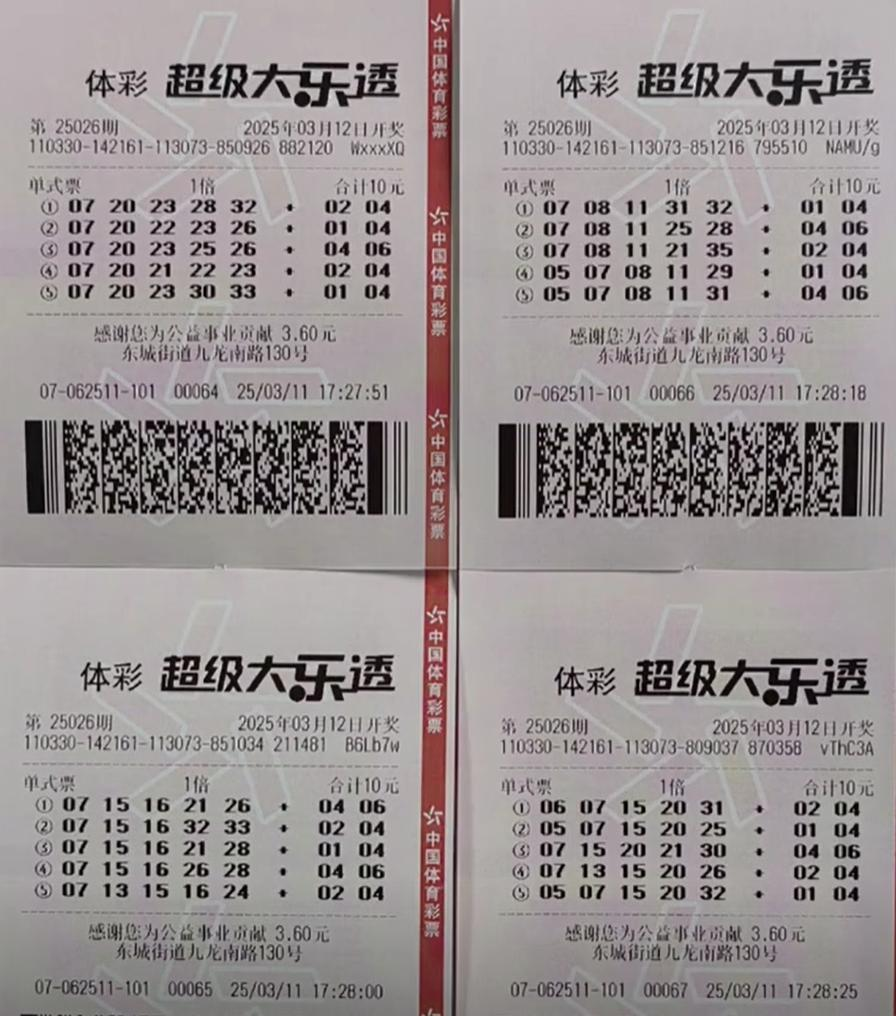 体彩 超级大乐透
第 25026期 2025年03月12日开奖
110330-142161-113073-850926 882120 WxxxXQ
单式票 1倍 合计10元
① 07 20 23 28 32 + 02 04
② 07 20 22 23 26 + 01 04
③ 07 20 23 25 26 + 04 06
④ 07 20 21 22 23 + 02 04
⑤ 07 20 23 30 33 + 01 04
感谢您为公益事业贡献 3.60元
东城街道九龙南路130号
07-062511-101 00064 25/03/11 17:27:51
中国体育彩票
中国体育彩票
中国体育彩票
体彩 超级大乐透
第 25026期 2025年03月12日开奖
110330-142161-113073-851216 795510 NAMU/g
单式票 1倍 合计10元
① 07 08 11 31 32 + 01 04
② 07 08 11 25 28 + 04 06
③ 07 08 11 21 35 + 02 04
④ 05 07 08 11 29 + 01 04
⑤ 05 07 08 11 31 + 04 06
感谢您为公益事业贡献 3.60元
东城街道九龙南路130号
07-062511-101 00066 25/03/11 17:28:18
体彩 超级大乐透
第 25026期 2025年03月12日开奖
110330-142161-113073-851034 211481 B6Lb7w
单式票 1倍 合计10元
① 07 15 16 21 26 + 04 06
② 07 15 16 32 33 + 02 04
③ 07 15 16 21 28 + 01 04
④ 07 15 16 26 28 + 04 06
⑤ 07 13 15 16 24 + 02 04
感谢您为公益事业贡献 3.60元
东城街道九龙南路130号
07-062511-101 00065 25/03/11 17:28:00
中国体育彩票
中国体育彩票
体彩 超级大乐透
第 25026期 2025年03月12日开奖
110330-142161-113073-809037 870358 vThC3A
单式票 1倍 合计10元
① 06 07 15 20 31 + 02 04
② 05 07 15 20 25 + 01 04
③ 07 15 20 21 30 + 04 06
④ 07 13 15 20 26 + 02 04
⑤ 05 07 15 20 32 + 01 04
感谢您为公益事业贡献 3.60元
东城街道九龙南路130号
07-062511-101 00067 25/03/11 17:28:25